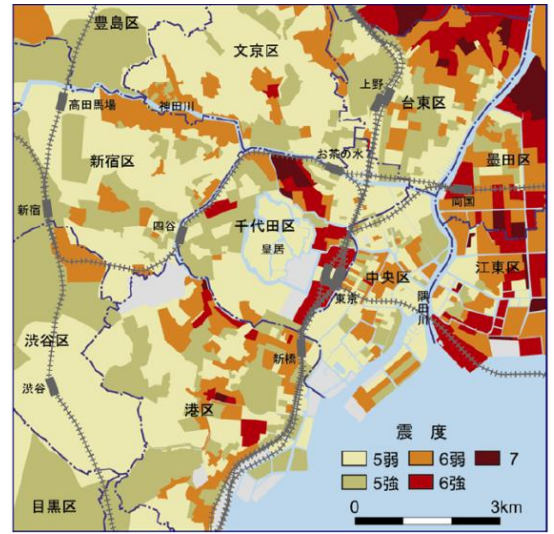 豊島区
文京区
上野
台東区
高田馬場
神田川
お茶の水
墨田区
新宿区
両国
新宿
四谷
千代田区
皇居
中央区
江東区
東京
隅田川
渋谷区
新橋
渋谷
港区
目黒区
震 度
5弱 6弱 7
5強 6強
0 3km